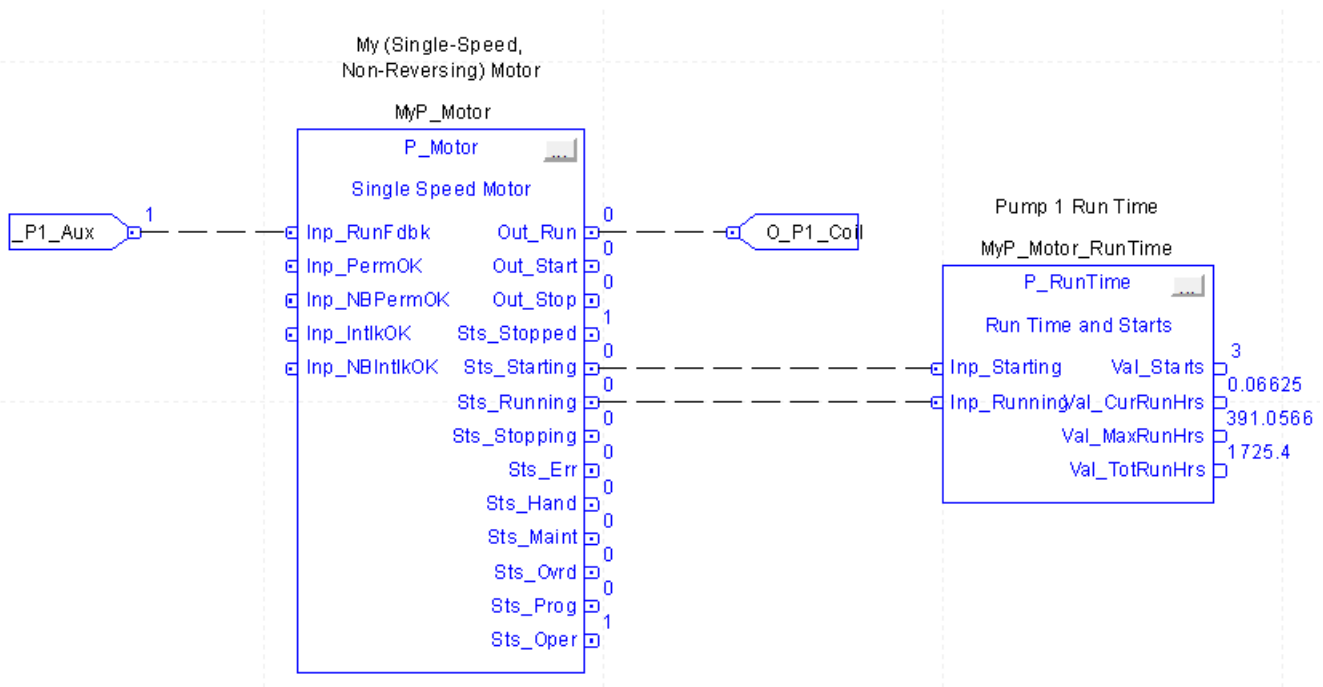 My (Single-Speed,
Non-Reversing) Motor
MyP_Motor
P_Motor
...
Single Speed Motor
_P1_Aux
1
Inp_RunFdbk
Inp_PermOK
Inp_NBPermOK
Inp_IntlkOK
Inp_NBIntlkOK
Out_Run
0
Out_Start
0
Out_Stop
0
Sts_Stopped
1
Sts_Starting
0
Sts_Running
0
Sts_Stopping
0
Sts_Err
0
Sts_Hand
0
Sts_Maint
0
Sts_Ovrd
0
Sts_Prog
0
Sts_Oper
1
O_P1_Coil
Pump 1 Run Time
MyP_Motor_RunTime
P_RunTime
...
Run Time and Starts
Inp_Starting
Inp_Running
Val_Starts
3
Val_CurRunHrs
0.06625
Val_MaxRunHrs
391.0566
Val_TotRunHrs
1725.4